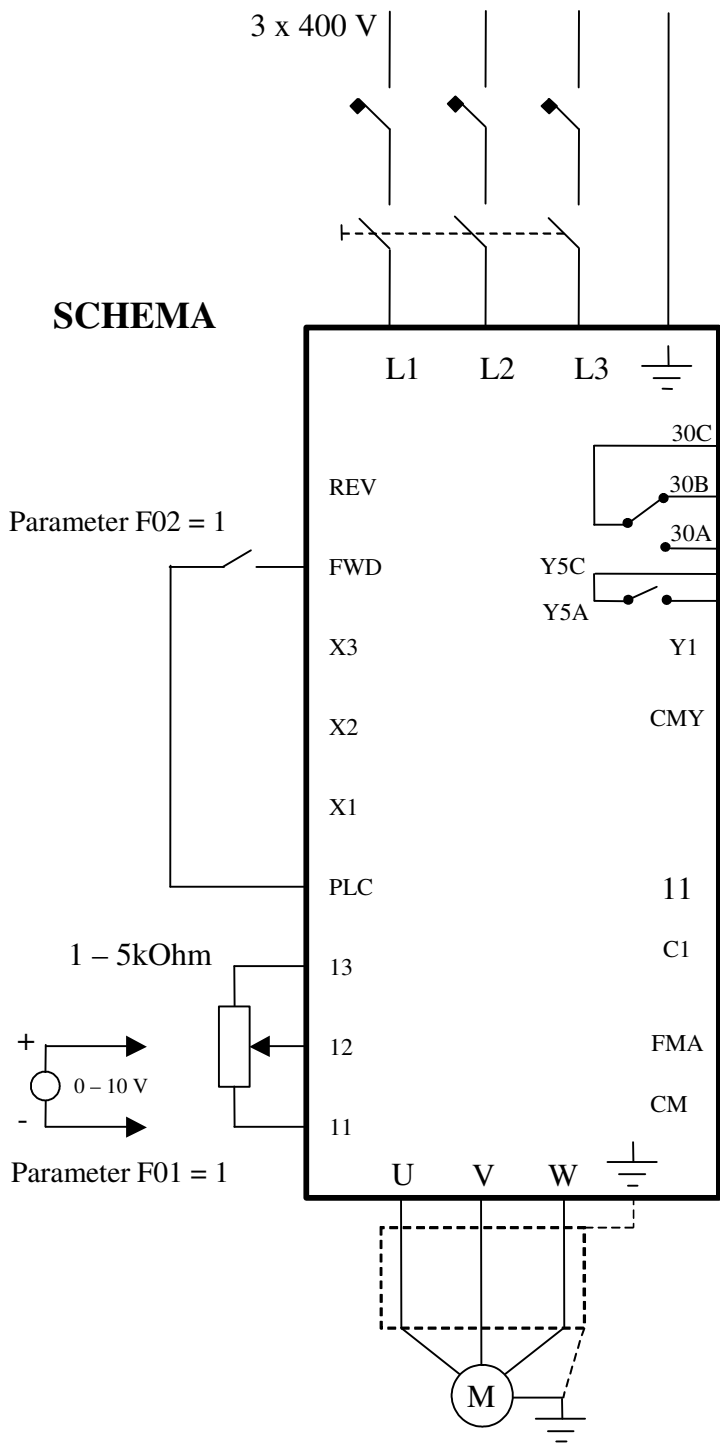 3 x 400 V
SCHEMA
L1 L2 L3
30C
REV
30B
Parameter F02 = 1
30A
FWD
Y5C
Y5A
X3
Y1
CMY
X2
X1
PLC
11
1 – 5kOhm
C1
13
+
12
FMA
0 – 10 V
CM
-
11
Parameter F01 = 1
U V W
M